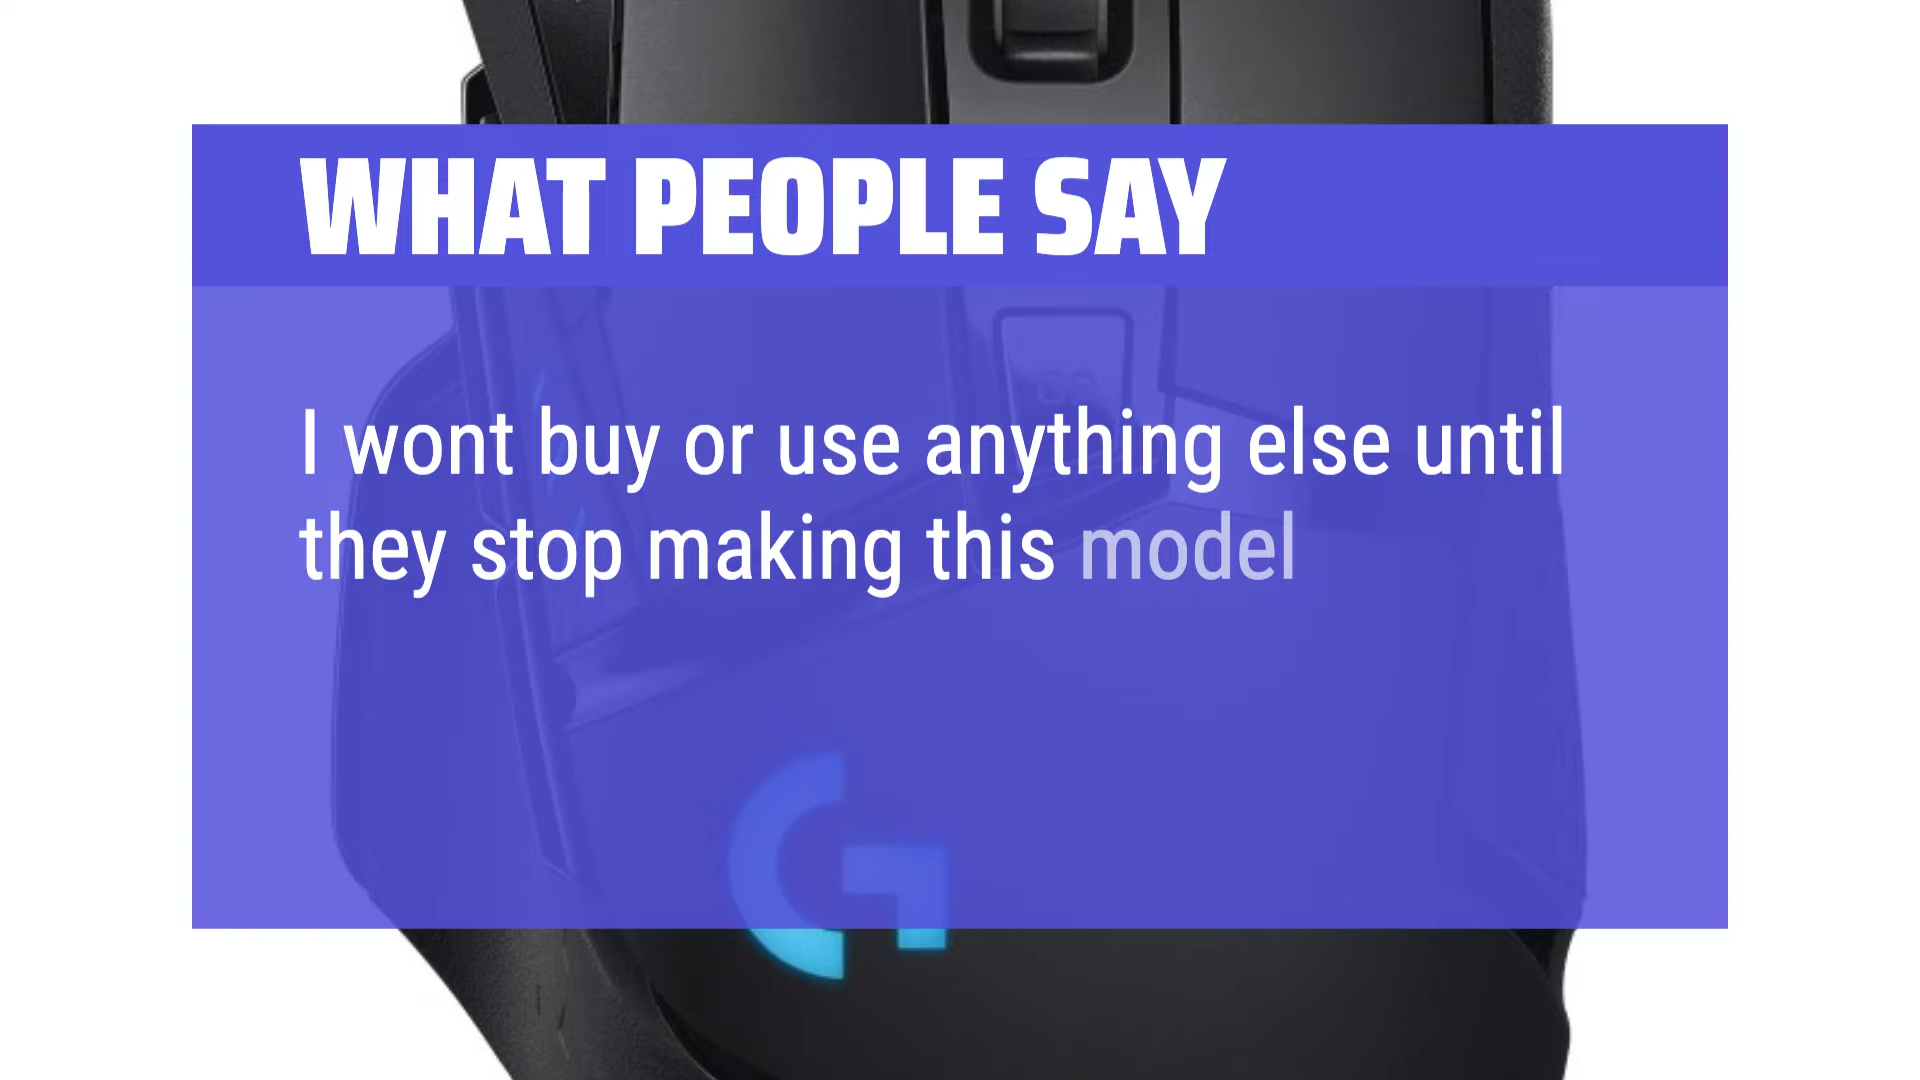 WHAT PEOPLE SAY
I wont buy or use anything else until
they stop making this model